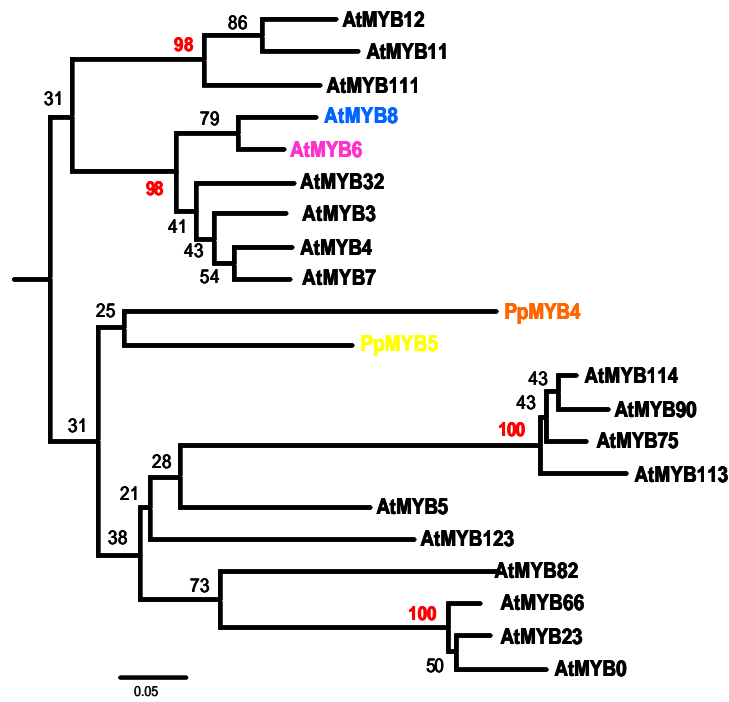 86
AtMYB12
98
AtMYB11
AtMYB111
31
79
AtMYB8
AtMYB6
98
AtMYB32
41
AtMYB3
43
AtMYB4
54
AtMYB7
25
PpMYB4
PpMYB5
43
AtMYB114
43
AtMYB90
31
100
AtMYB75
28
AtMYB113
21
AtMYB5
38
AtMYB123
73
AtMYB82
100
AtMYB66
AtMYB23
50
AtMYB0
0.05